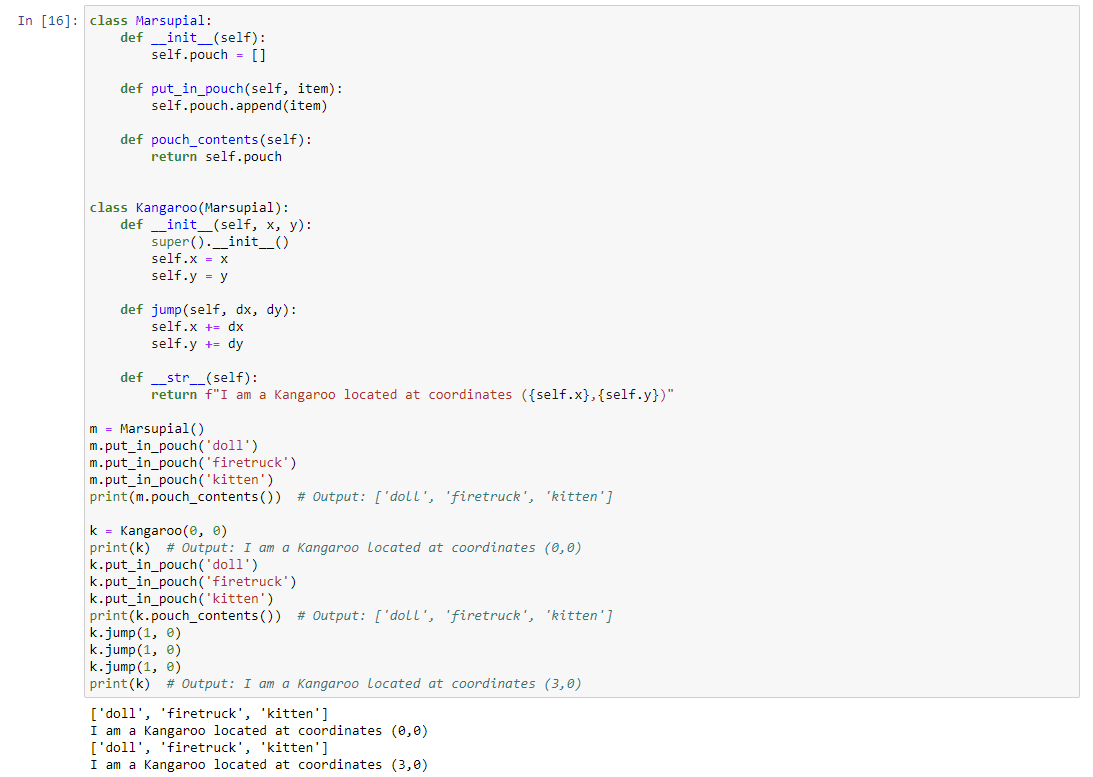 In [16]: class Marsupial:
    def __init__(self):
        self.pouch = []

    def put_in_pouch(self, item):
        self.pouch.append(item)

    def pouch_contents(self):
        return self.pouch


class Kangaroo(Marsupial):
    def __init__(self, x, y):
        super().__init__()
        self.x = x
        self.y = y

    def jump(self, dx, dy):
        self.x += dx
        self.y += dy

    def __str__(self):
        return f"I am a Kangaroo located at coordinates ({self.x},{self.y})"

m = Marsupial()
m.put_in_pouch('doll')
m.put_in_pouch('firetruck')
m.put_in_pouch('kitten')
print(m.pouch_contents())  # Output: ['doll', 'firetruck', 'kitten']

k = Kangaroo(0, 0)
print(k)  # Output: I am a Kangaroo located at coordinates (0,0)
k.put_in_pouch('doll')
k.put_in_pouch('firetruck')
k.put_in_pouch('kitten')
print(k.pouch_contents())  # Output: ['doll', 'firetruck', 'kitten']
k.jump(1, 0)
k.jump(1, 0)
k.jump(1, 0)
print(k)  # Output: I am a Kangaroo located at coordinates (3,0)

['doll', 'firetruck', 'kitten']
I am a Kangaroo located at coordinates (0,0)
['doll', 'firetruck', 'kitten']
I am a Kangaroo located at coordinates (3,0)